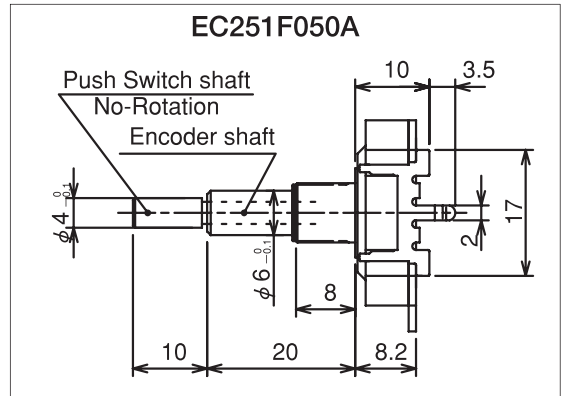 EC251F050A
10
3.5
Push Switch shaft
No-Rotation
Encoder shaft
φ4 0 -0.1
φ6 0 -0.1
17
2
8
10
20
8.2